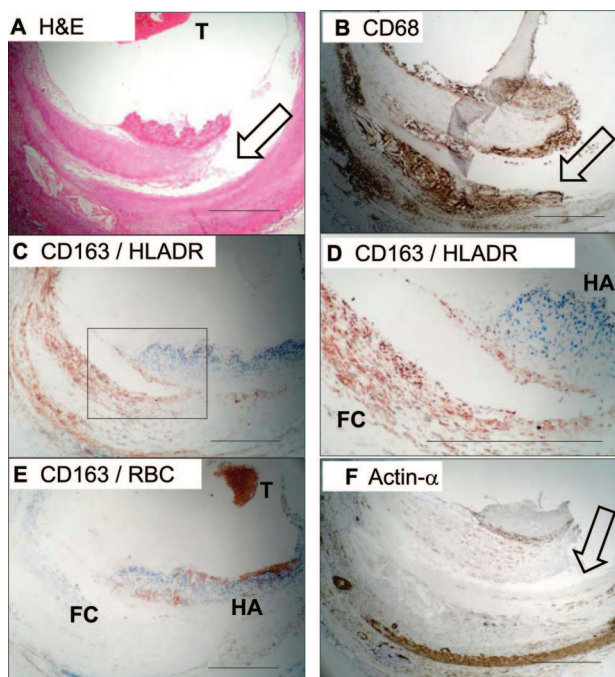 A H&E
T
B CD68
C CD163 / HLADR
D CD163 / HLADR
HA
FC
E CD163 / RBC
T
FC
HA
F Actin-α